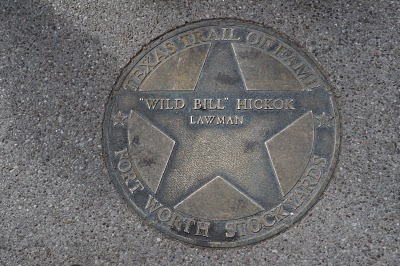 TEXAS TRAIL OF FAME
"WILD BILL" HICKOK
LAWMAN
FORT WORTH STOCKYARDS